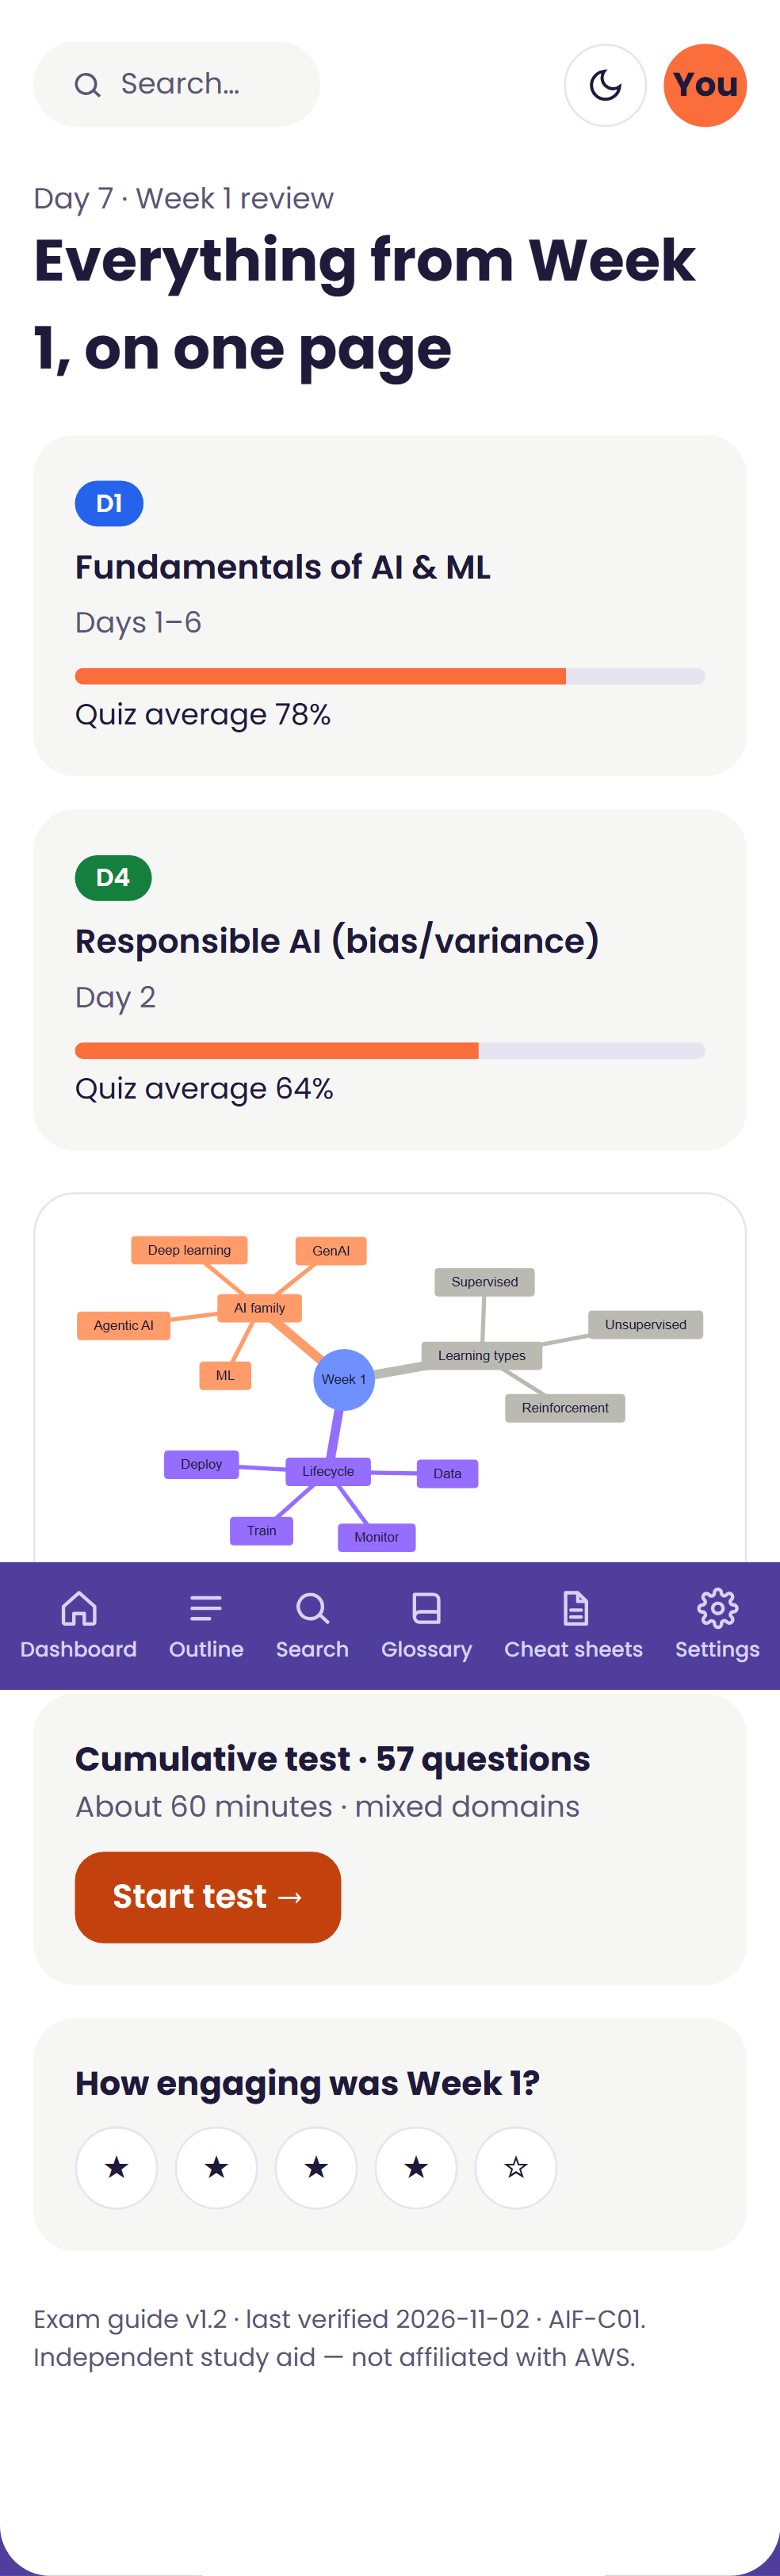 Search...
You
Day 7 · Week 1 review
Everything from Week
1, on one page
D1
Fundamentals of AI & ML
Days 1–6
Quiz average 78%
D4
Responsible AI (bias/variance)
Day 2
Quiz average 64%
Deep learning
GenAI
Supervised
AI family
Agentic AI
Unsupervised
Learning types
ML
Week 1
Reinforcement
Deploy
Lifecycle
Data
Train
Monitor
Dashboard
Outline
Search
Glossary
Cheat sheets
Settings
Cumulative test · 57 questions
About 60 minutes · mixed domains
Start test →
How engaging was Week 1?
★ ★ ★ ★ ☆
Exam guide v1.2 · last verified 2026-11-02 · AIF-C01.
Independent study aid — not affiliated with AWS.